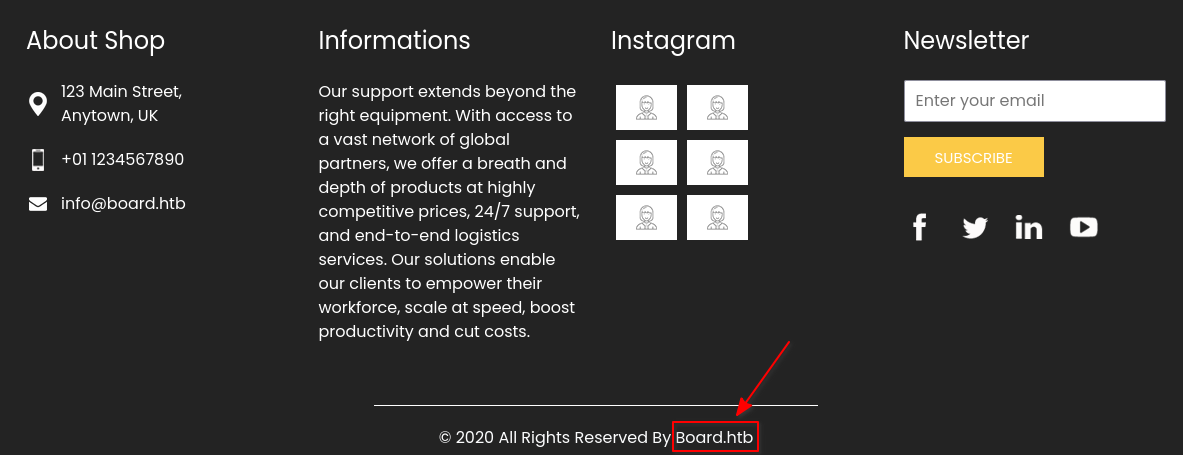 About Shop
123 Main Street,
Anytown, UK
+01 1234567890
info@board.htb
Informations
Our support extends beyond the
right equipment. With access to
a vast network of global
partners, we offer a breath and
depth of products at highly
competitive prices, 24/7 support,
and end-to-end logistics
services. Our solutions enable
our clients to empower their
workforce, scale at speed, boost
productivity and cut costs.
Instagram
Newsletter
Enter your email
SUBSCRIBE
© 2020 All Rights Reserved By Board.htb